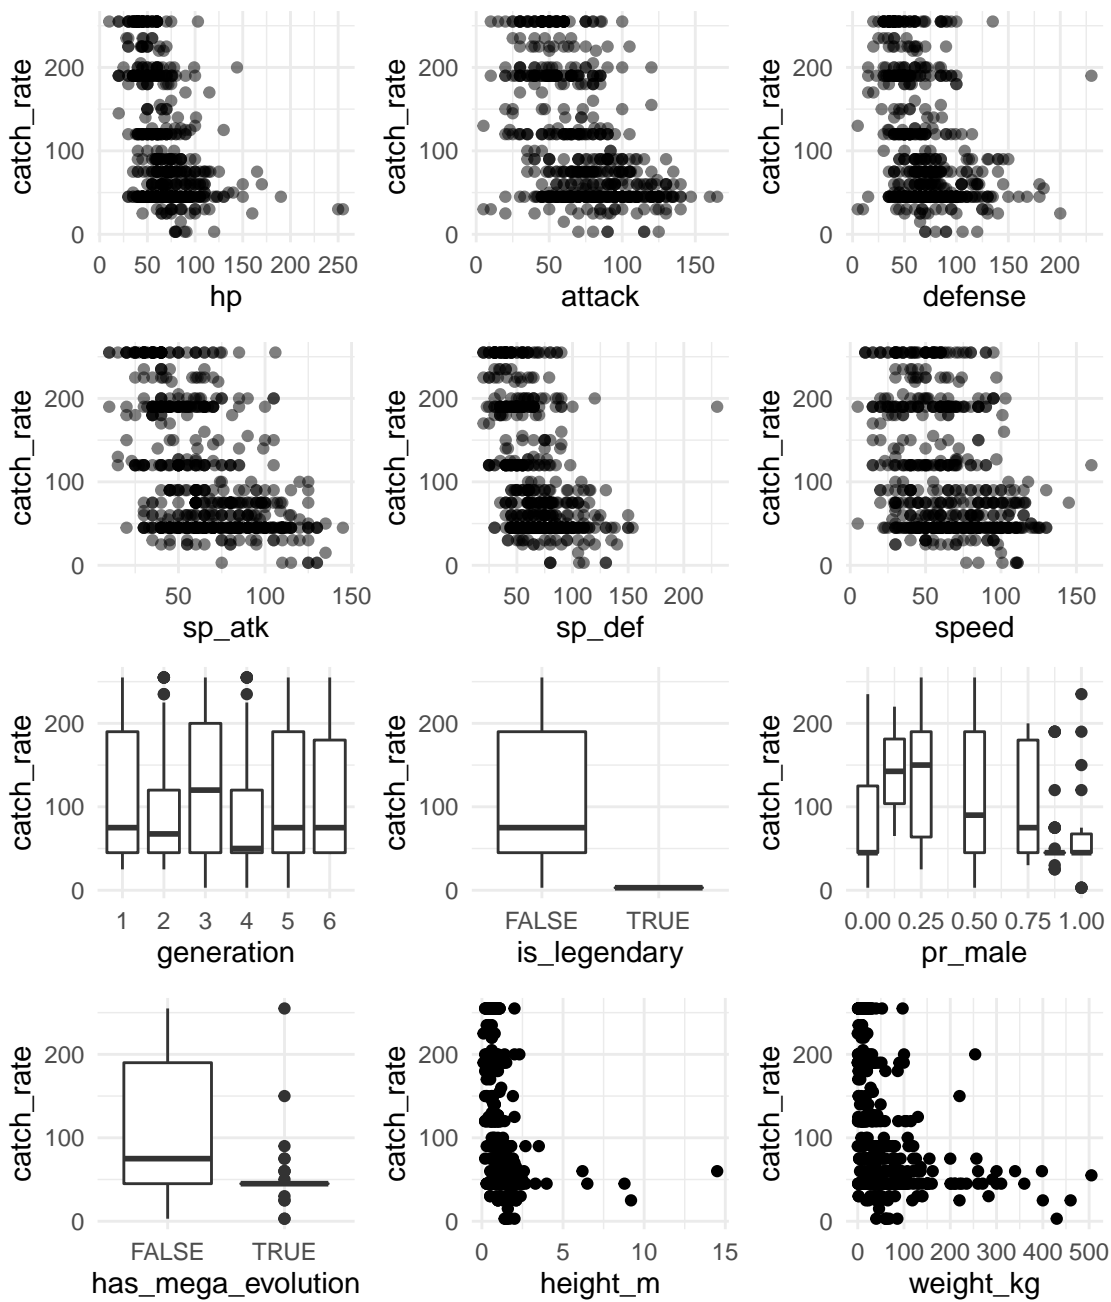 catch_rate
200
100
0
0 50 100 150 200 250
hp
catch_rate
200
100
0
0 50 100 150
attack
catch_rate
200
100
0
0 50 100 200
defense
catch_rate
200
100
0
50 100 150
sp_atk
catch_rate
200
100
0
50 100 150 200
sp_def
catch_rate
200
100
0
0 50 100 150
speed
catch_rate
200
100
0
1 2 3 4 5 6
generation
catch_rate
200
100
0
FALSE TRUE
is_legendary
catch_rate
200
100
0
0.00 0.25 0.50 0.75 1.00
pr_male
catch_rate
200
100
0
FALSE TRUE
has_mega_evolution
catch_rate
200
100
0
0 5 10 15
height_m
catch_rate
200
100
0
0 100 200 300 400 500
weight_kg